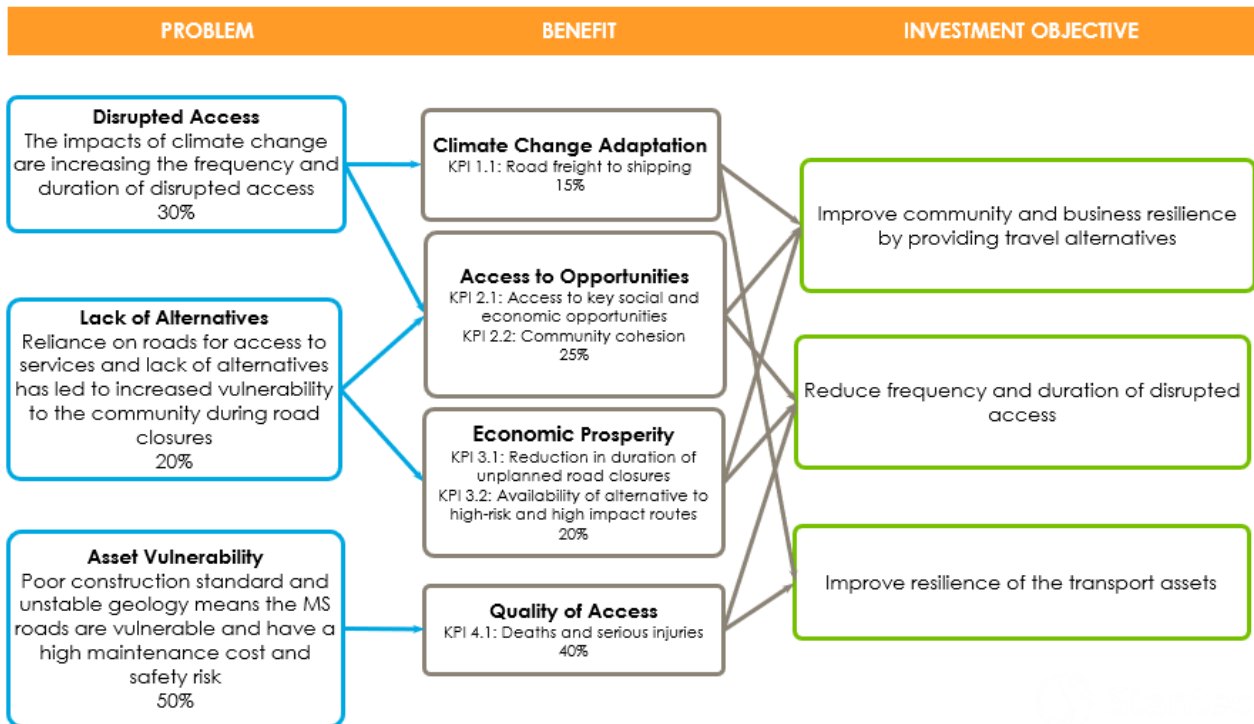 PROBLEM
BENEFIT
INVESTMENT OBJECTIVE
Disrupted Access
The impacts of climate change
are increasing the frequency and
duration of disrupted access
30%
Lack of Alternatives
Reliance on roads for access to
services and lack of alternatives
has led to increased vulnerability
to the community during road
closures
20%
Asset Vulnerability
Poor construction standard and
unstable geology means the MS
roads are vulnerable and have a
high maintenance cost and
safety risk
50%
Climate Change Adaptation
KPI 1.1: Road freight to shipping
15%
Access to Opportunities
KPI 2.1: Access to key social and
economic opportunities
KPI 2.2: Community cohesion
25%
Economic Prosperity
KPI 3.1: Reduction in duration of
unplanned road closures
KPI 3.2: Availability of alternative to
high-risk and high impact routes
20%
Quality of Access
KPI 4.1: Deaths and serious injuries
40%
Improve community and business resilience
by providing travel alternatives
Reduce frequency and duration of disrupted
access
Improve resilience of the transport assets